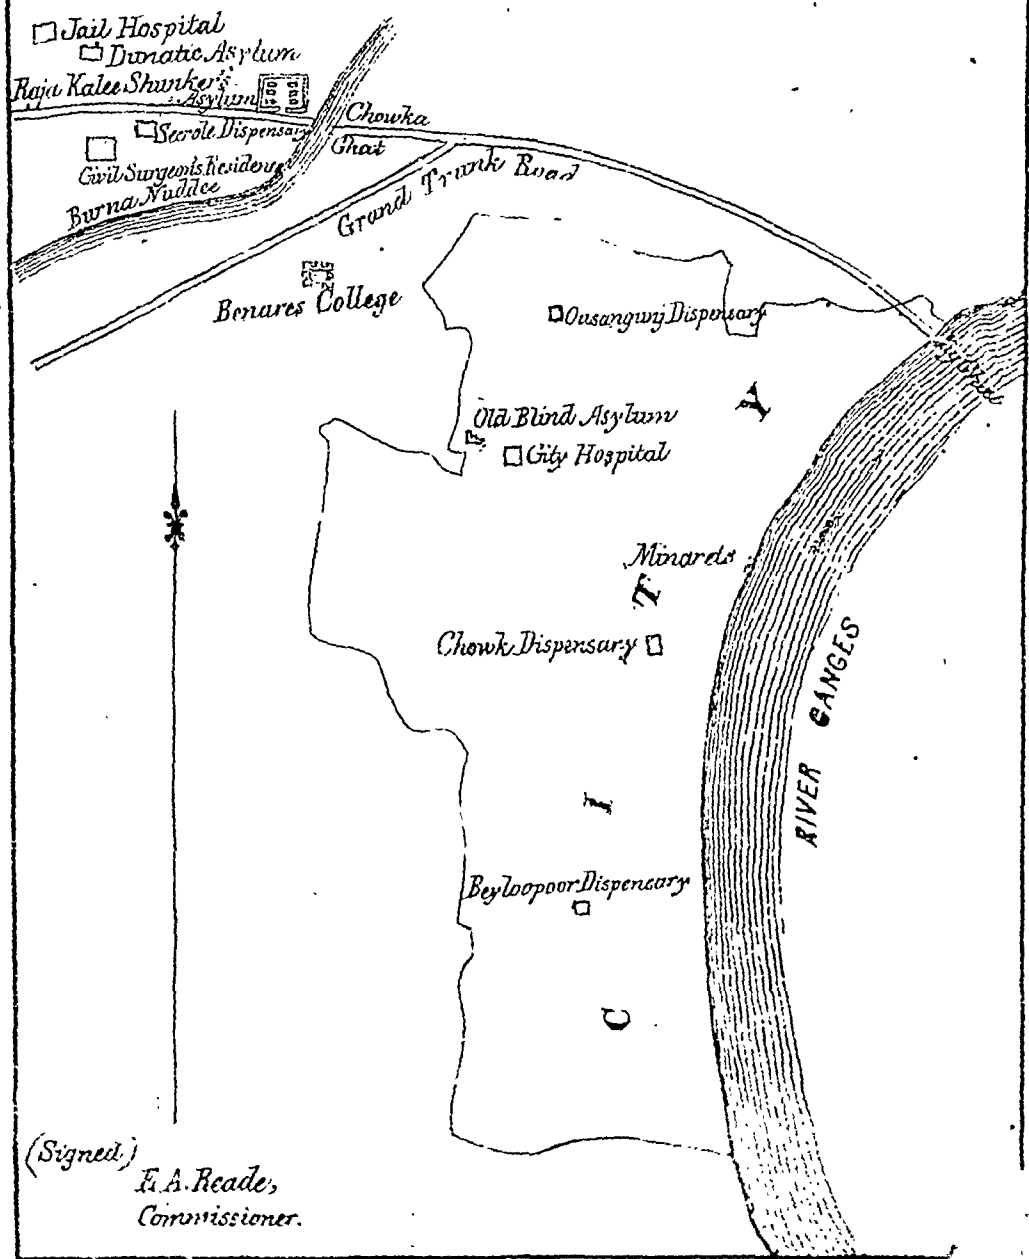 Jail Hospital
Lunatic Asylum
Raja Kalee Shunker's
Asylum
Chowka
Ghat
Secrole Dispensary
Civil Surgeon's Residence
Burna Nuddee
Grand Trunk Road
Benares College
Ousangunj Dispensary
Old Blind Asylum
City Hospital
Minarets
Chowk Dispensary
RIVER GANGES
Beyloopoor Dispensary
C I T Y
(Signed)
E. A. Reade,
Commissioner.